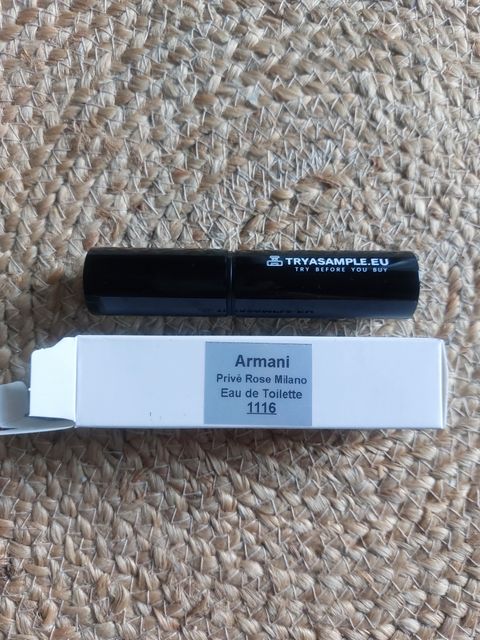 TRYASAMPLE.EU
TRY BEFORE YOU BUY
Armani
Privè Rose Milano
Eau de Toilette
1116